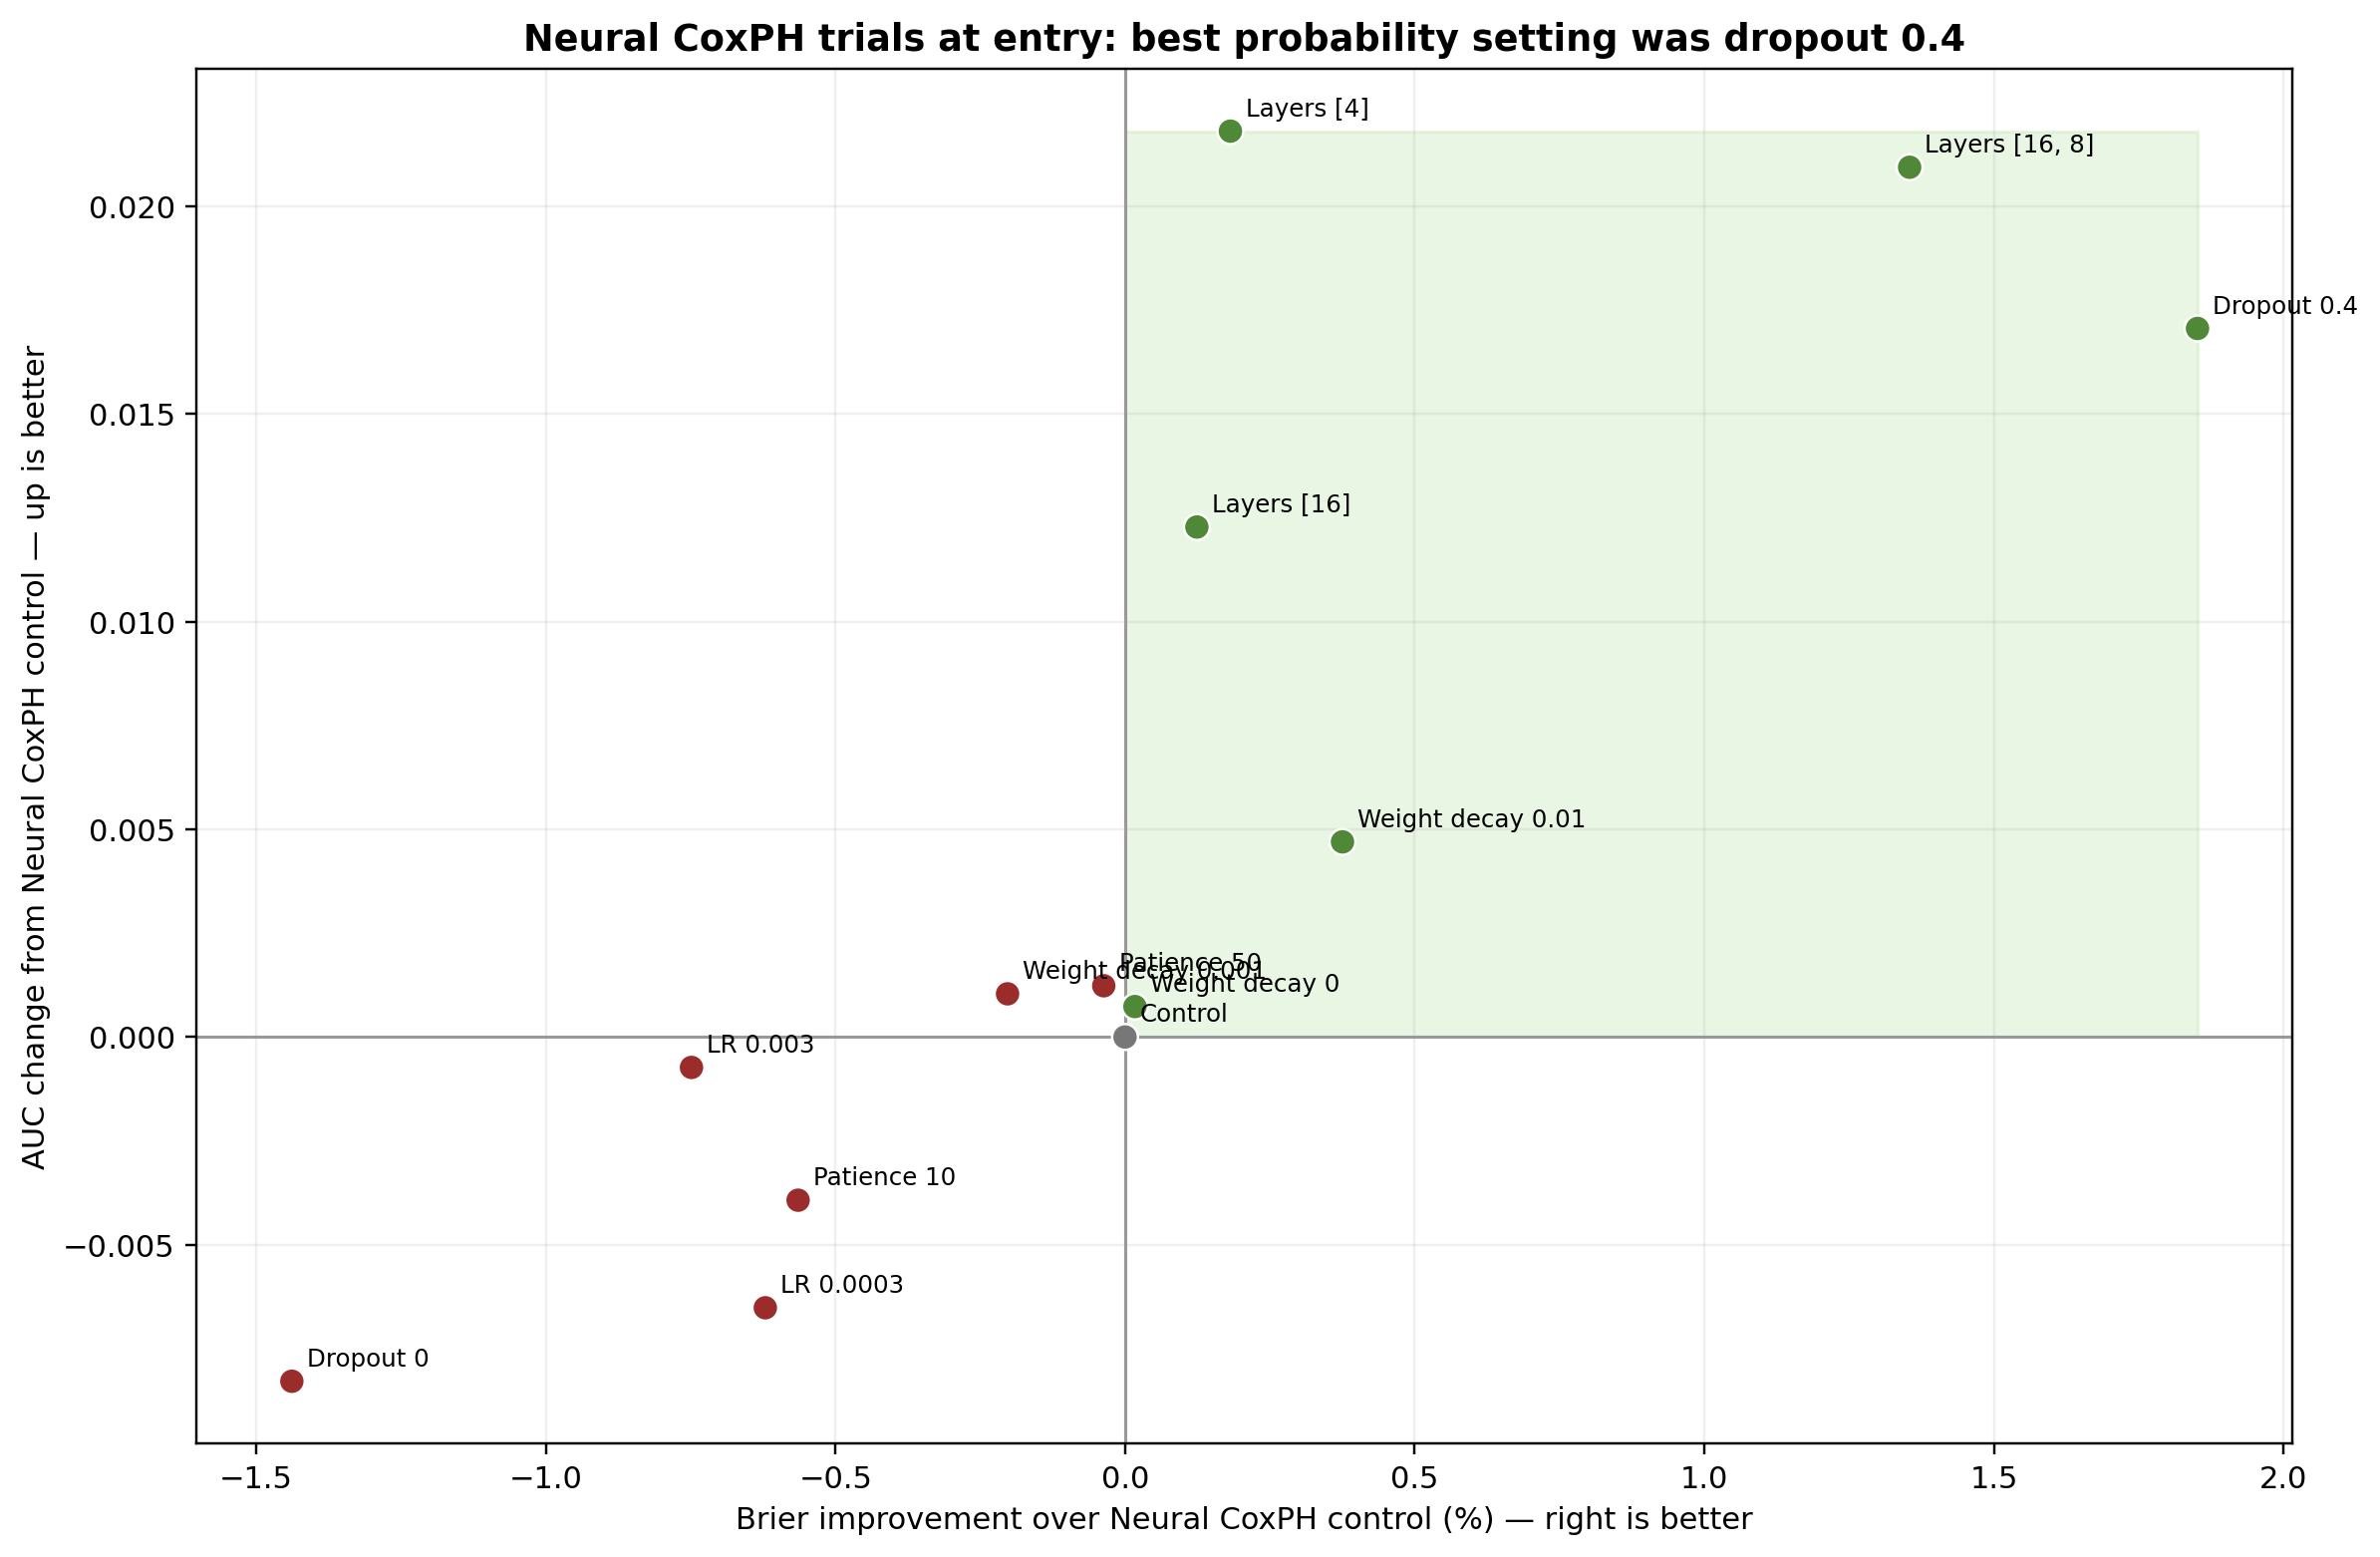 Neural CoxPH trials at entry: best probability setting was dropout 0.4
AUC change from Neural CoxPH control — up is better
0.020
0.015
0.010
0.005
0.000
−0.005
Layers [4]
Layers [16, 8]
Dropout 0.4
Layers [16]
Weight decay 0.01
Patience 50
Weight decay 0.001
Weight decay 0
Control
LR 0.003
Patience 10
LR 0.0003
Dropout 0
−1.5
−1.0
−0.5
0.0
0.5
1.0
1.5
2.0
Brier improvement over Neural CoxPH control (%) — right is better